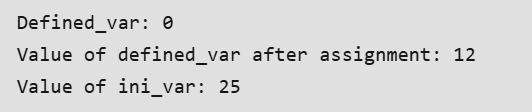 Defined_var: 0
Value of defined_var after assignment: 12
Value of ini_var: 25